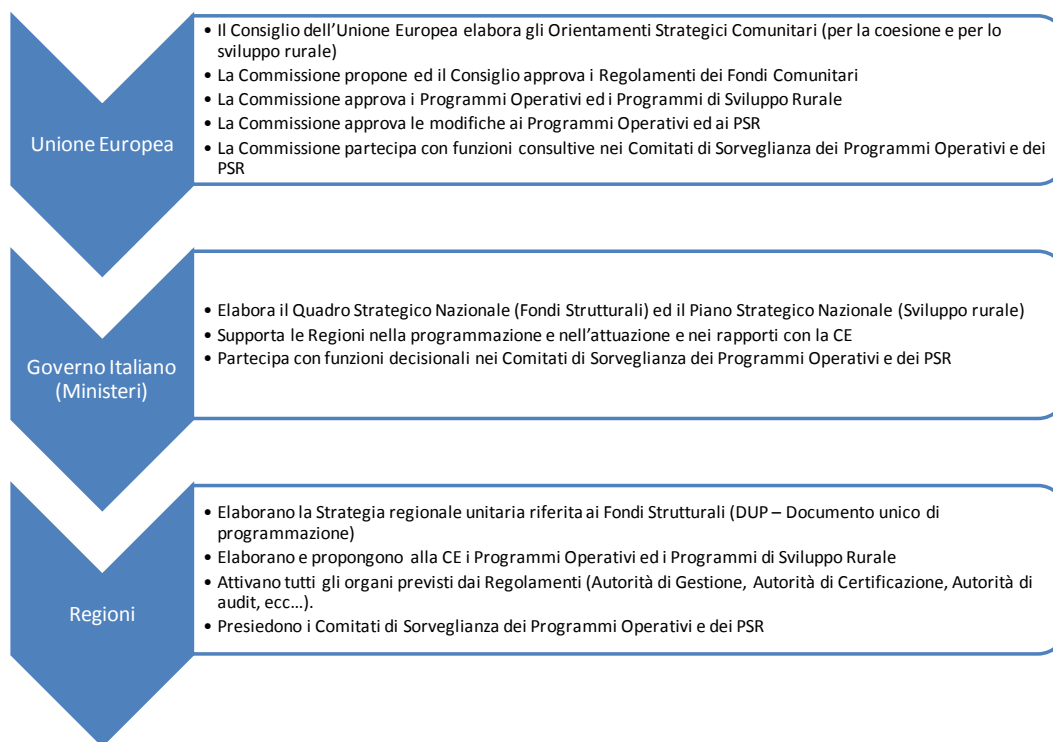 Unione Europea
• Il Consiglio dell'Unione Europea elabora gli Orientamenti Strategici Comunitari (per la coesione e per lo
sviluppo rurale)
• La Commissione propone ed il Consiglio approva i Regolamenti dei Fondi Comunitari
• La Commissione approva i Programmi Operativi ed i Programmi di Sviluppo Rurale
• La Commissione approva le modifiche ai Programmi Operativi ed ai PSR
• La Commissione partecipa con funzioni consultive nei Comitati di Sorveglianza dei Programmi Operativi e dei
PSR
Governo Italiano
(Ministeri)
• Elabora il Quadro Strategico Nazionale (Fondi Strutturali) ed il Piano Strategico Nazionale (Sviluppo rurale)
• Supporta le Regioni nella programmazione e nell'attuazione e nei rapporti con la CE
• Partecipa con funzioni decisionali nei Comitati di Sorveglianza dei Programmi Operativi e dei PSR
Regioni
• Elaborano la Strategia regionale unitaria riferita ai Fondi Strutturali (DUP – Documento unico di
programmazione)
• Elaborano e propongono alla CE i Programmi Operativi ed i Programmi di Sviluppo Rurale
• Attivano tutti gli organi previsti dai Regolamenti (Autorità di Gestione, Autorità di Certificazione, Autorità di
audit, ecc…).
• Presiedono i Comitati di Sorveglianza dei Programmi Operativi e dei PSR